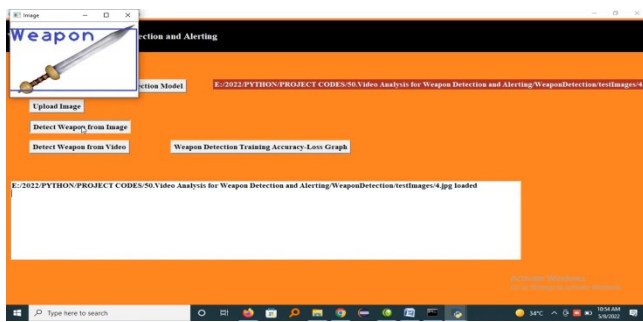 Image
Weapon
ection and Alerting
ection Model
E:/2022/PYTHON/PROJECT CODES/50.Video Analysis for Weapon Detection and Alerting/WeaponDetection/testImages/4
Upload Image
Detect Weapon from Image
Detect Weapon from Video
Weapon Detection Training Accuracy-Loss Graph
E:/2022/PYTHON/PROJECT CODES/50.Video Analysis for Weapon Detection and Alerting/WeaponDetection/testImages/4.jpg loaded
Type here to search
34°C
10:54 AM
5/9/2022